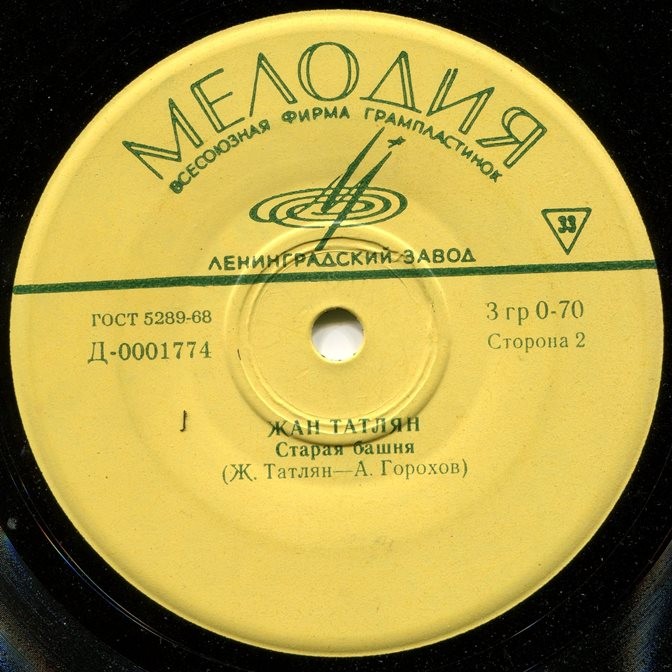 МЕЛОДИЯ
ВСЕСОЮЗНАЯ ФИРМА ГРАМПЛАСТИНОК
33
ЛЕНИНГРАДСКИЙ ЗАВОД
ГОСТ 5289-68
3 гр 0-70
Д-0001774
Сторона 2
ЖАН ТАТЛЯН
Старая башня
(Ж. Татлян—А. Горохов)